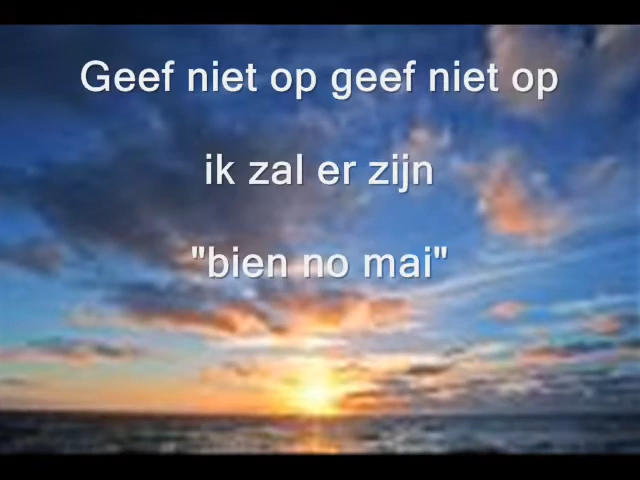 Geef niet op geef niet op
ik zal er zijn
"bien no mai"